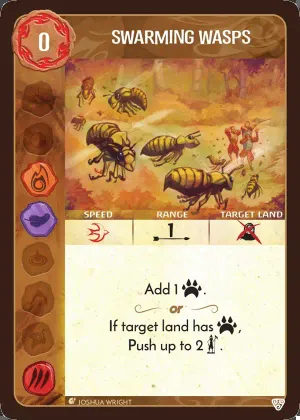 0
SWARMING WASPS
SPEED RANGE TARGET LAND
1
Add 1 .
or
If target land has ,
Push up to 2 .
JOSHUA WRIGHT